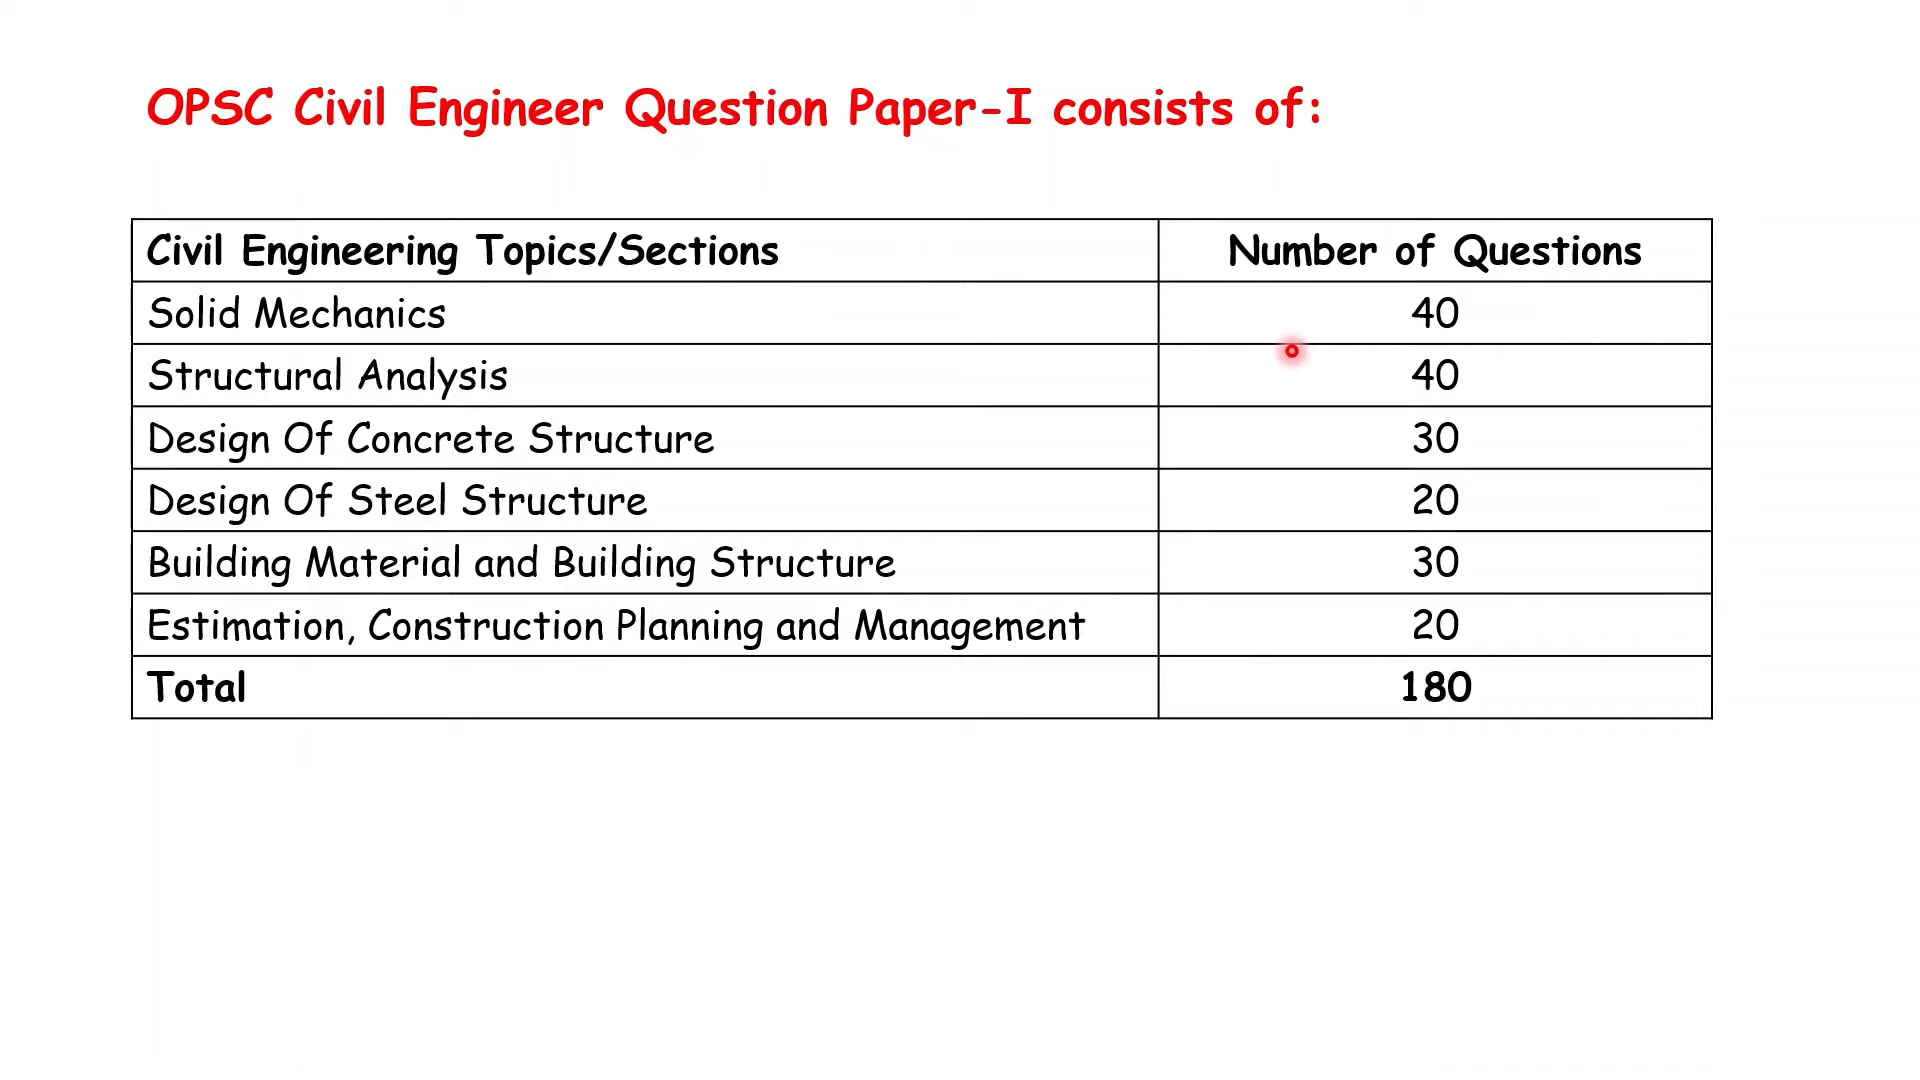 OPSC Civil Engineer Question Paper-I consists of:
Civil Engineering Topics/Sections Number of Questions
Solid Mechanics 40
Structural Analysis 40
Design Of Concrete Structure 30
Design Of Steel Structure 20
Building Material and Building Structure 30
Estimation, Construction Planning and Management 20
Total 180